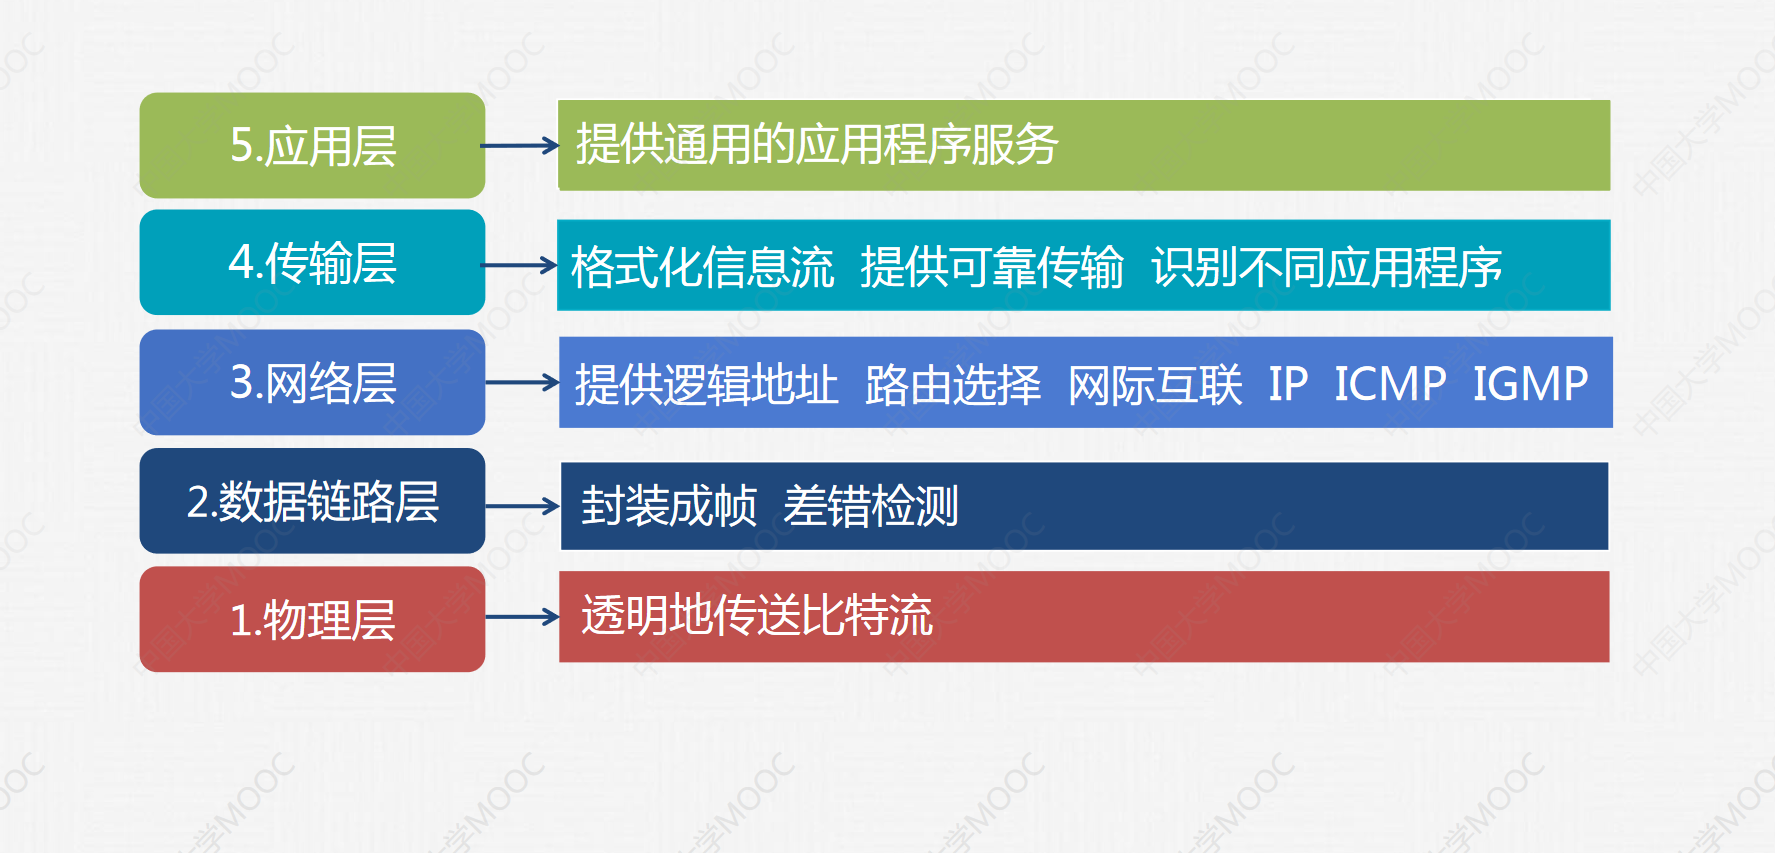 5.应用层 提供通用的应用程序服务
4.传输层 格式化信息流 提供可靠传输 识别不同应用程序
3.网络层 提供逻辑地址 路由选择 网际互联 IP ICMP IGMP
2.数据链路层 封装成帧 差错检测
1.物理层 透明地传送比特流
中国大学MOOC